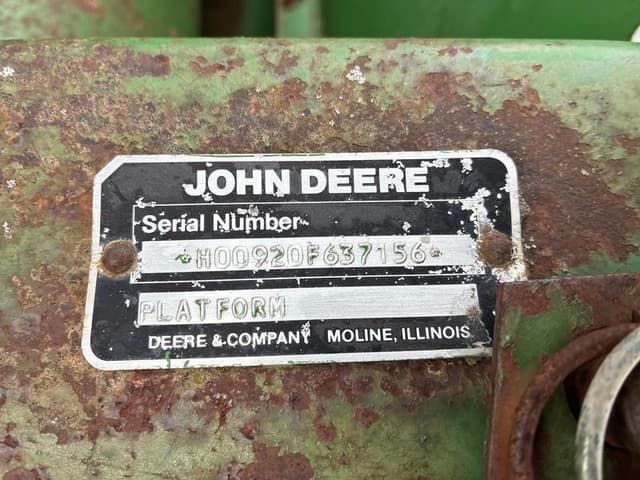 JOHN DEERE
Serial Number
*H00920F637156*
PLATFORM
DEERE & COMPANY MOLINE, ILLINOIS